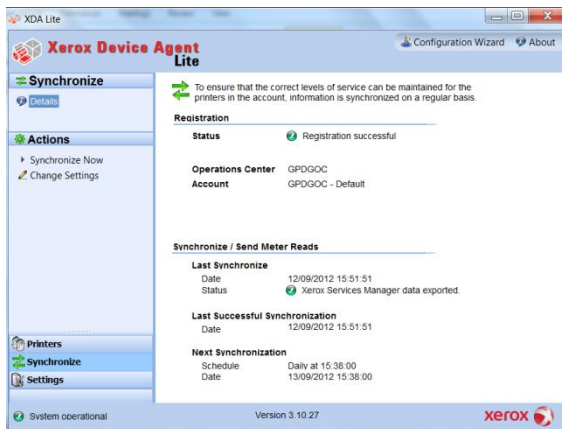 XDA Lite
Xerox Device Agent
Lite
Configuration Wizard About
Synchronize
Details
Actions
Synchronize Now
Change Settings
Printers
Synchronize
Settings
To ensure that the correct levels of service can be maintained for the
printers in the account, information is synchronized on a regular basis.
Registration
Status Registration successful
Operations Center GPDGOC
Account GPDGOC - Default
Synchronize / Send Meter Reads
Last Synchronize
Date 12/09/2012 15:51:51
Status Xerox Services Manager data exported.
Last Successful Synchronization
Date 12/09/2012 15:51:51
Next Synchronization
Schedule Daily at 15:38:00
Date 13/09/2012 15:38:00
System operational Version 3.10.27 xerox